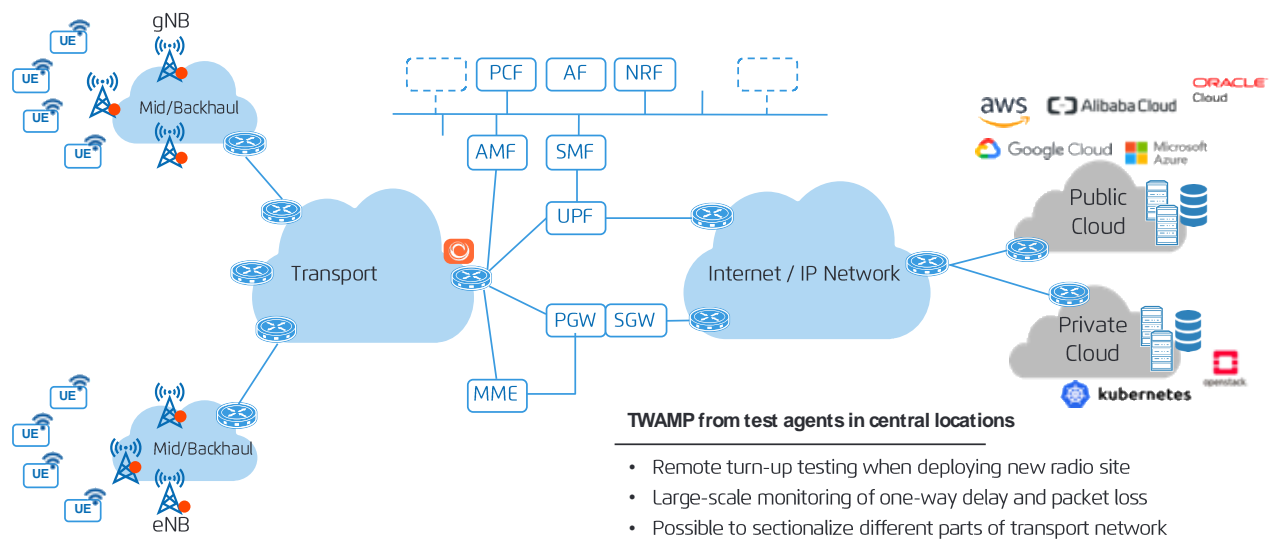 gNB
UE
UE
UE
UE
Mid/Backhaul
PCF
AF
NRF
AMF
SMF
UPF
Transport
PGW
SGW
MME
Internet / IP Network
ORACLE
Cloud
aws
Alibaba Cloud
Google Cloud
Microsoft
Azure
Public
Cloud
Private
Cloud
openstack.
kubernetes
UE
UE
UE
UE
Mid/Backhaul
eNB
TWAMP from test agents in central locations
• Remote turn-up testing when deploying new radio site
• Large-scale monitoring of one-way delay and packet loss
• Possible to sectionalize different parts of transport network